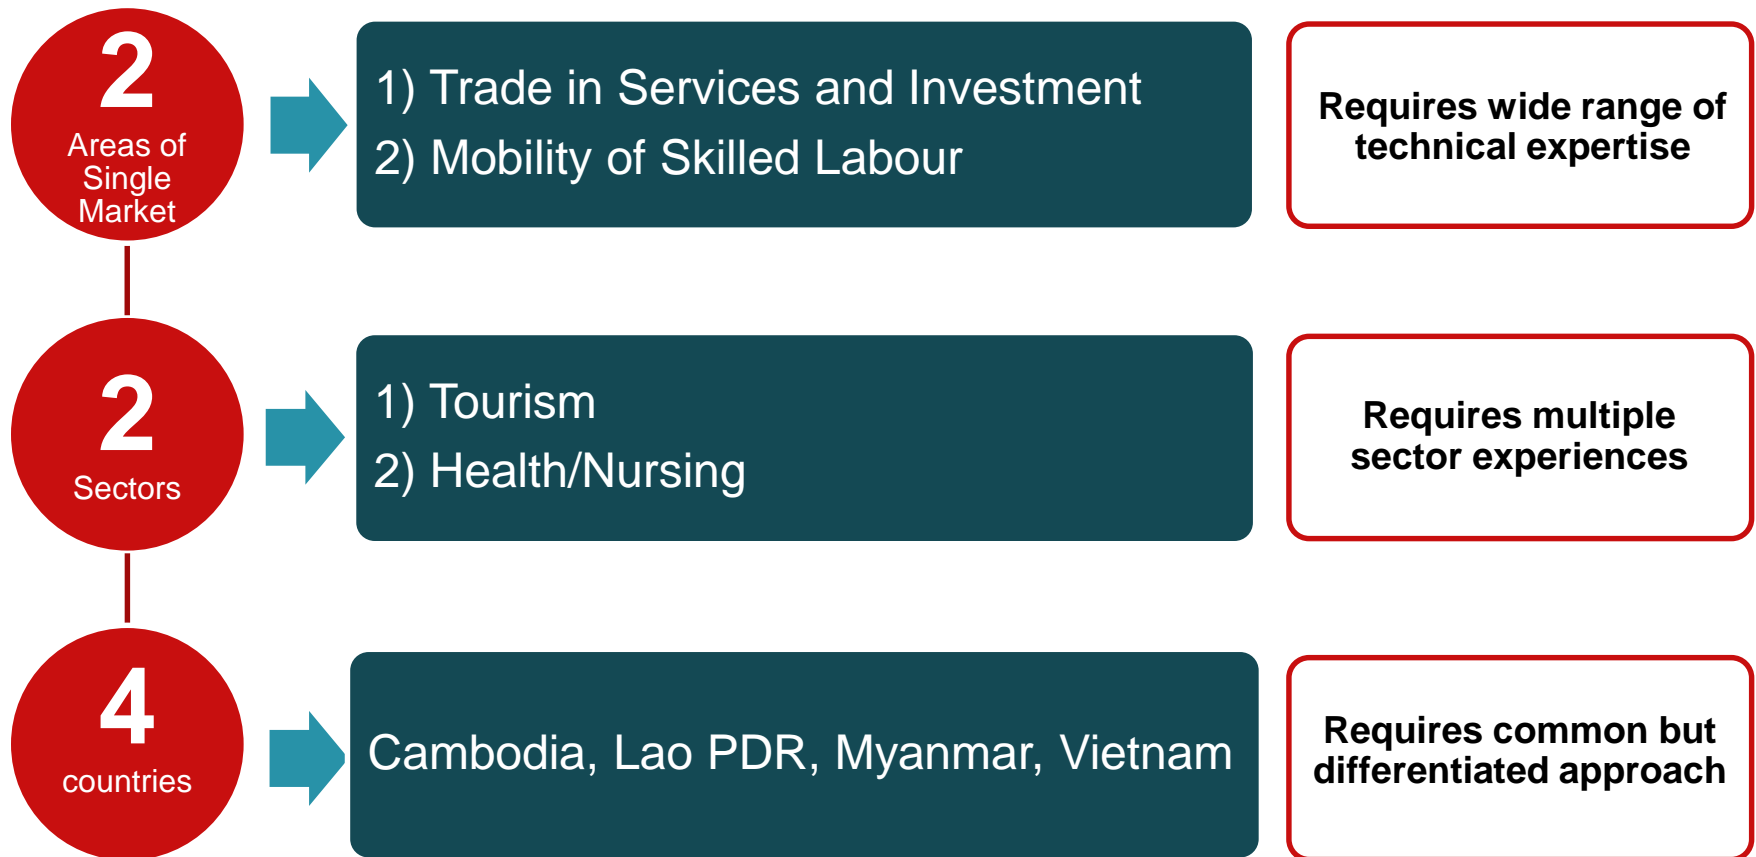 2
Areas of
Single
Market
1) Trade in Services and Investment
2) Mobility of Skilled Labour
Requires wide range of
technical expertise
2
Sectors
1) Tourism
2) Health/Nursing
Requires multiple
sector experiences
4
countries
Cambodia, Lao PDR, Myanmar, Vietnam
Requires common but
differentiated approach